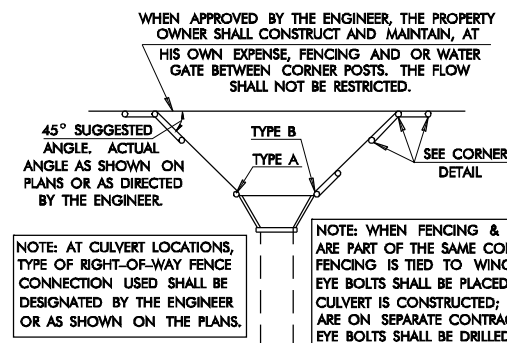 WHEN APPROVED BY THE ENGINEER, THE PROPERTY
OWNER SHALL CONSTRUCT AND MAINTAIN, AT
HIS OWN EXPENSE, FENCING AND OR WATER
GATE BETWEEN CORNER POSTS. THE FLOW
SHALL NOT BE RESTRICTED.
45° SUGGESTED
ANGLE. ACTUAL
ANGLE AS SHOWN ON
PLANS OR AS DIRECTED
BY THE ENGINEER.
TYPE B
TYPE A
SEE CORNER
DETAIL
NOTE: AT CULVERT LOCATIONS,
TYPE OF RIGHT-OF-WAY FENCE
CONNECTION USED SHALL BE
DESIGNATED BY THE ENGINEER
OR AS SHOWN ON THE PLANS.
NOTE: WHEN FENCING &
ARE PART OF THE SAME
FENCING IS TIED TO
EYE BOLTS SHALL BE PLACED
CULVERT IS CONSTRUCTED;
ARE ON SEPARATE
EYE BOLTS SHALL BE DRILLED